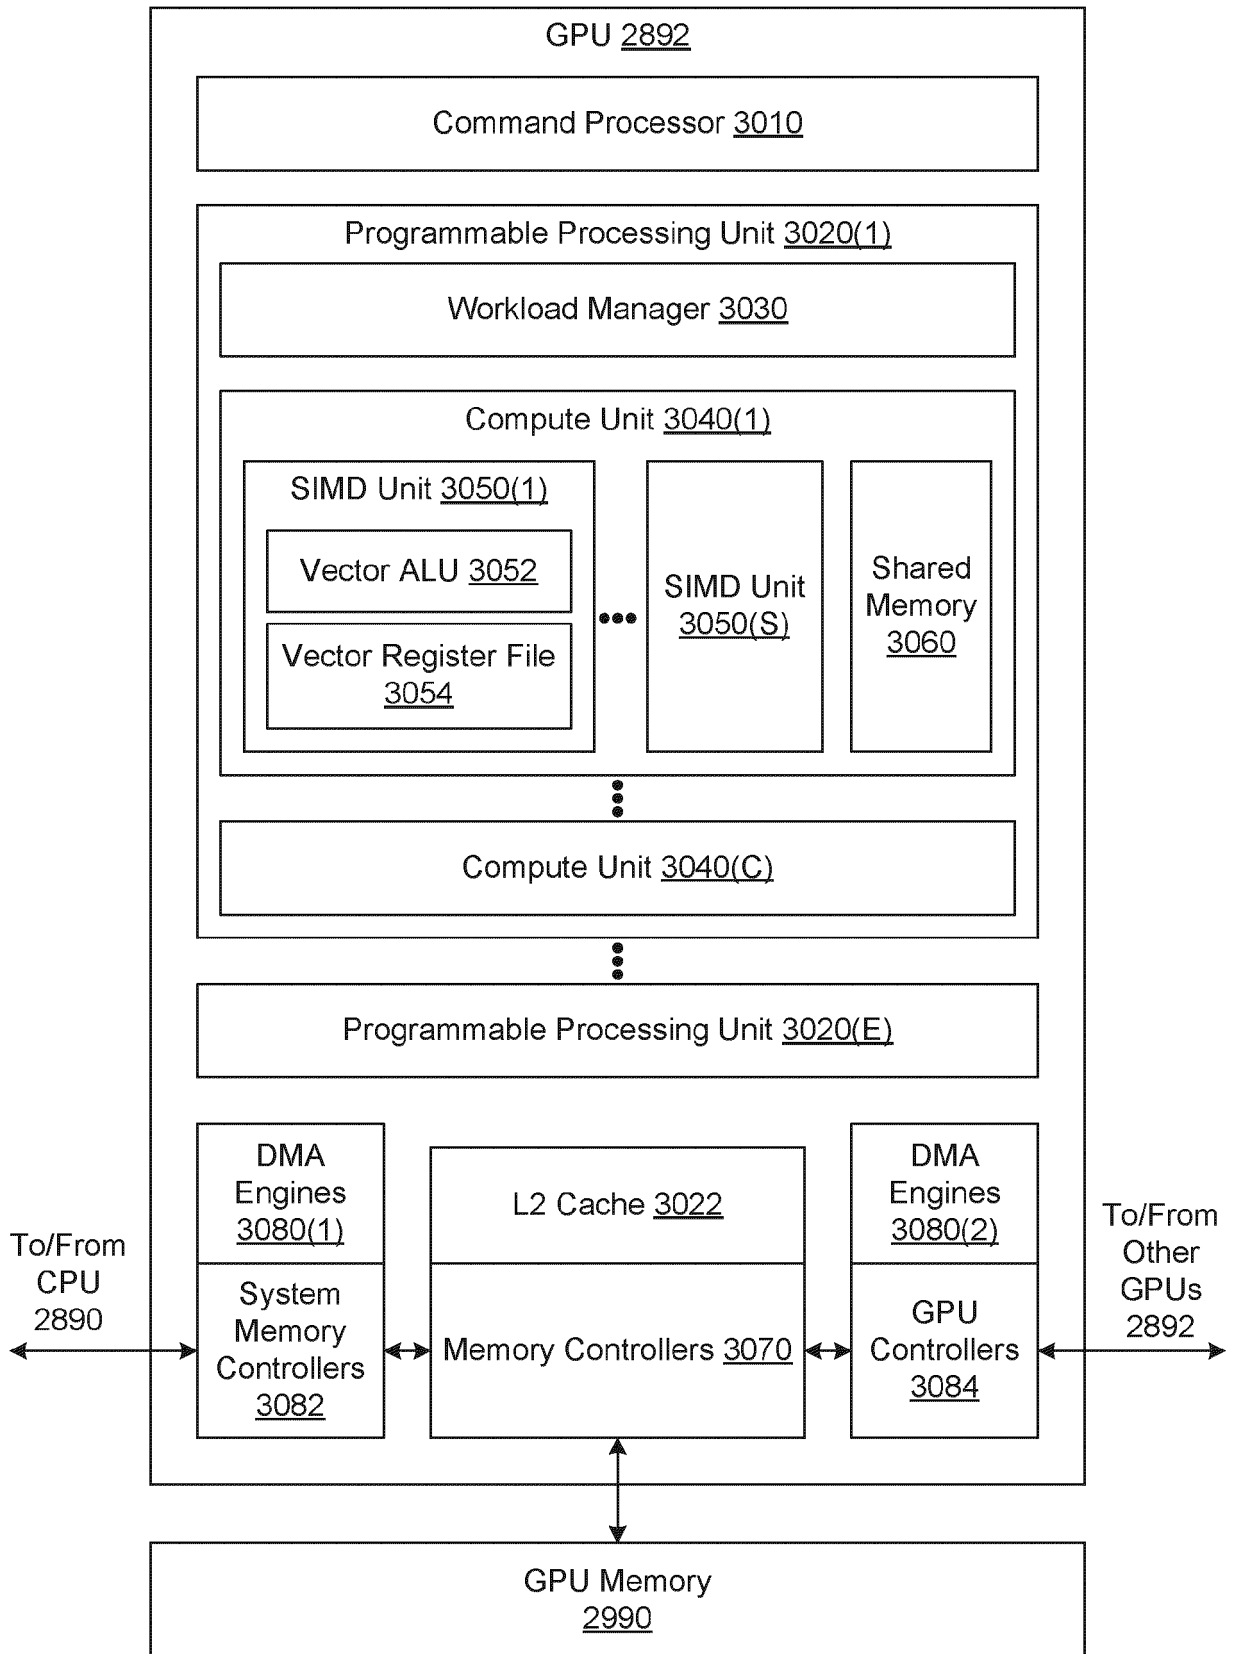 GPU 2892
Command Processor 3010
Programmable Processing Unit 3020(1)
Workload Manager 3030
Compute Unit 3040(1)
SIMD Unit 3050(1)
Vector ALU 3052
Vector Register File
3054
SIMD Unit
3050(S)
Shared
Memory
3060
Compute Unit 3040(C)
Programmable Processing Unit 3020(E)
DMA
Engines
3080(1)
L2 Cache 3022
DMA
Engines
3080(2)
To/From
CPU
2890
System
Memory
Controllers
3082
Memory Controllers 3070
GPU
Controllers
3084
To/From
Other
GPUs
2892
GPU Memory
2990